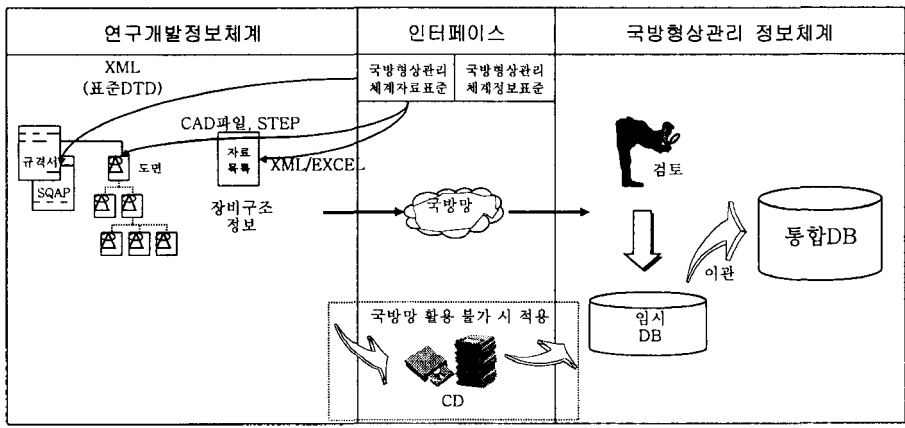 연구개발정보체계
인터페이스
국방형상관리 정보체계
XML
(표준DTD)
국방형상관리
체계자료표준
국방형상관리
체계정보표준
CAD파일, STEP
규격서
SQAP
도면
자료
목록
XML/EXCEL
장비구조
정보
국방망
검토
이관
통합DB
임시
DB
국방망 활용 불가 시 적용
CD